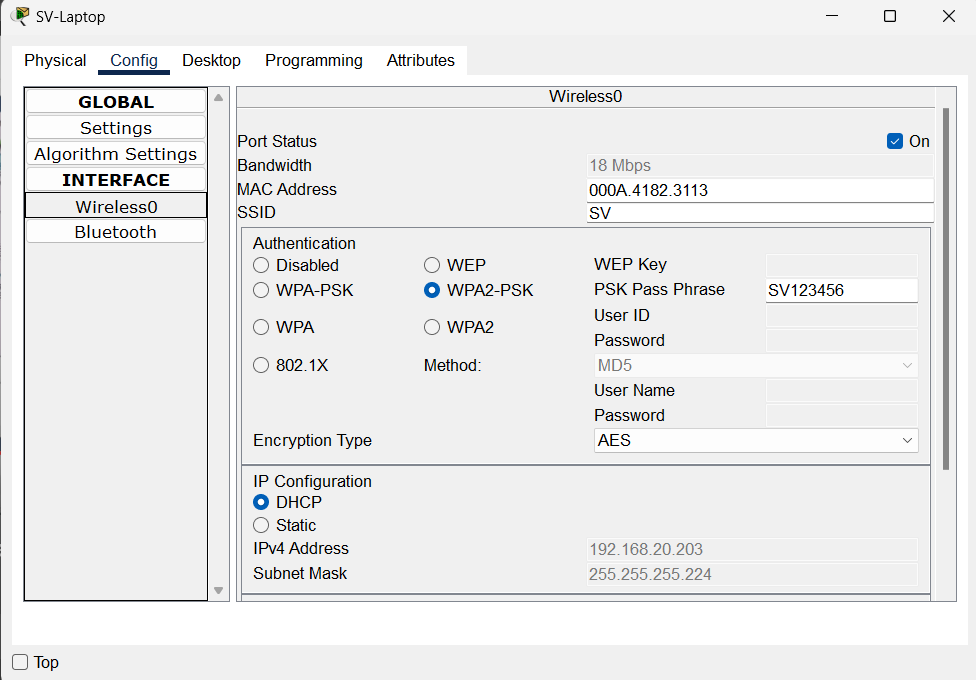 SV-Laptop
Physical Config Desktop Programming Attributes
GLOBAL
Settings
Algorithm Settings
INTERFACE
Wireless0
Bluetooth
Wireless0
Port Status On
Bandwidth 18 Mbps
MAC Address 000A.4182.3113
SSID SV
Authentication
Disabled WEP WEP Key
WPA-PSK WPA2-PSK PSK Pass Phrase SV123456
User ID
WPA WPA2
Password
802.1X Method: MD5
User Name
Password
Encryption Type AES
IP Configuration
DHCP
Static
IPv4 Address 192.168.20.203
Subnet Mask 255.255.255.224
Top